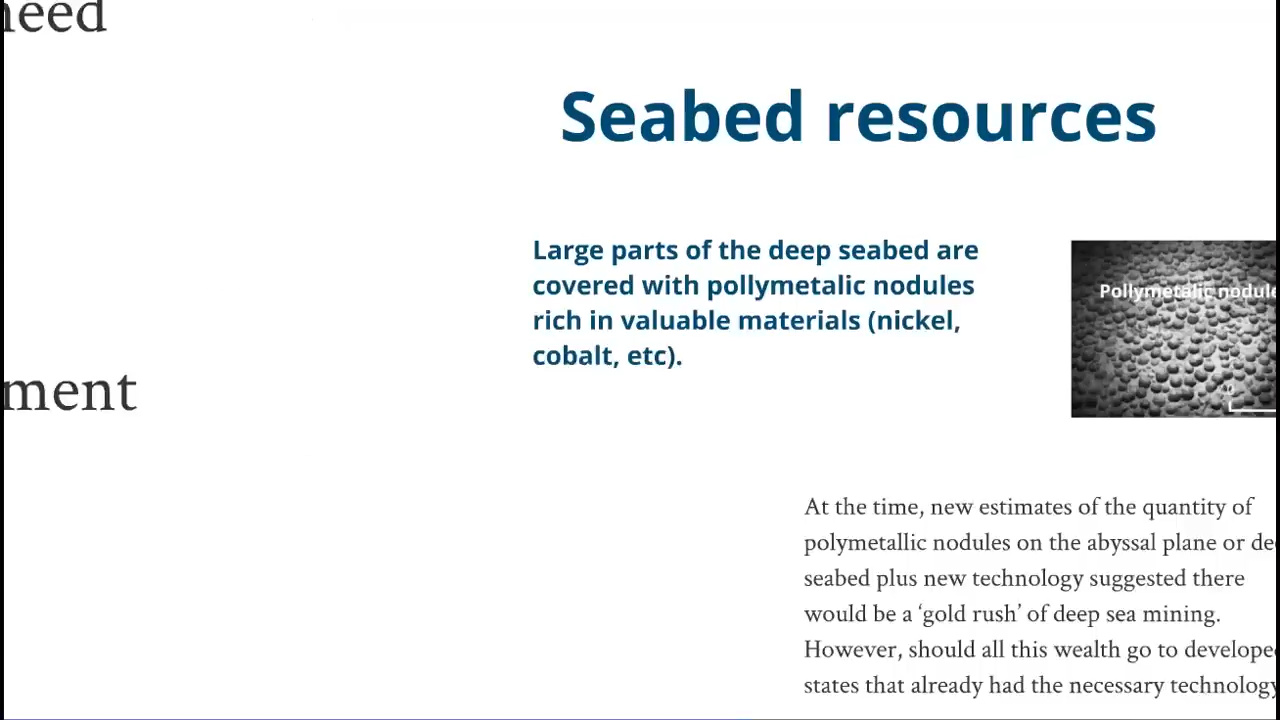 need
Seabed resources
Large parts of the deep seabed are
covered with pollymetalic nodules
rich in valuable materials (nickel,
cobalt, etc).
Pollymetalic nodule
ment
At the time, new estimates of the quantity of
polymetallic nodules on the abyssal plane or de
seabed plus new technology suggested there
would be a ‘gold rush’ of deep sea mining.
However, should all this wealth go to develope
states that already had the necessary technology